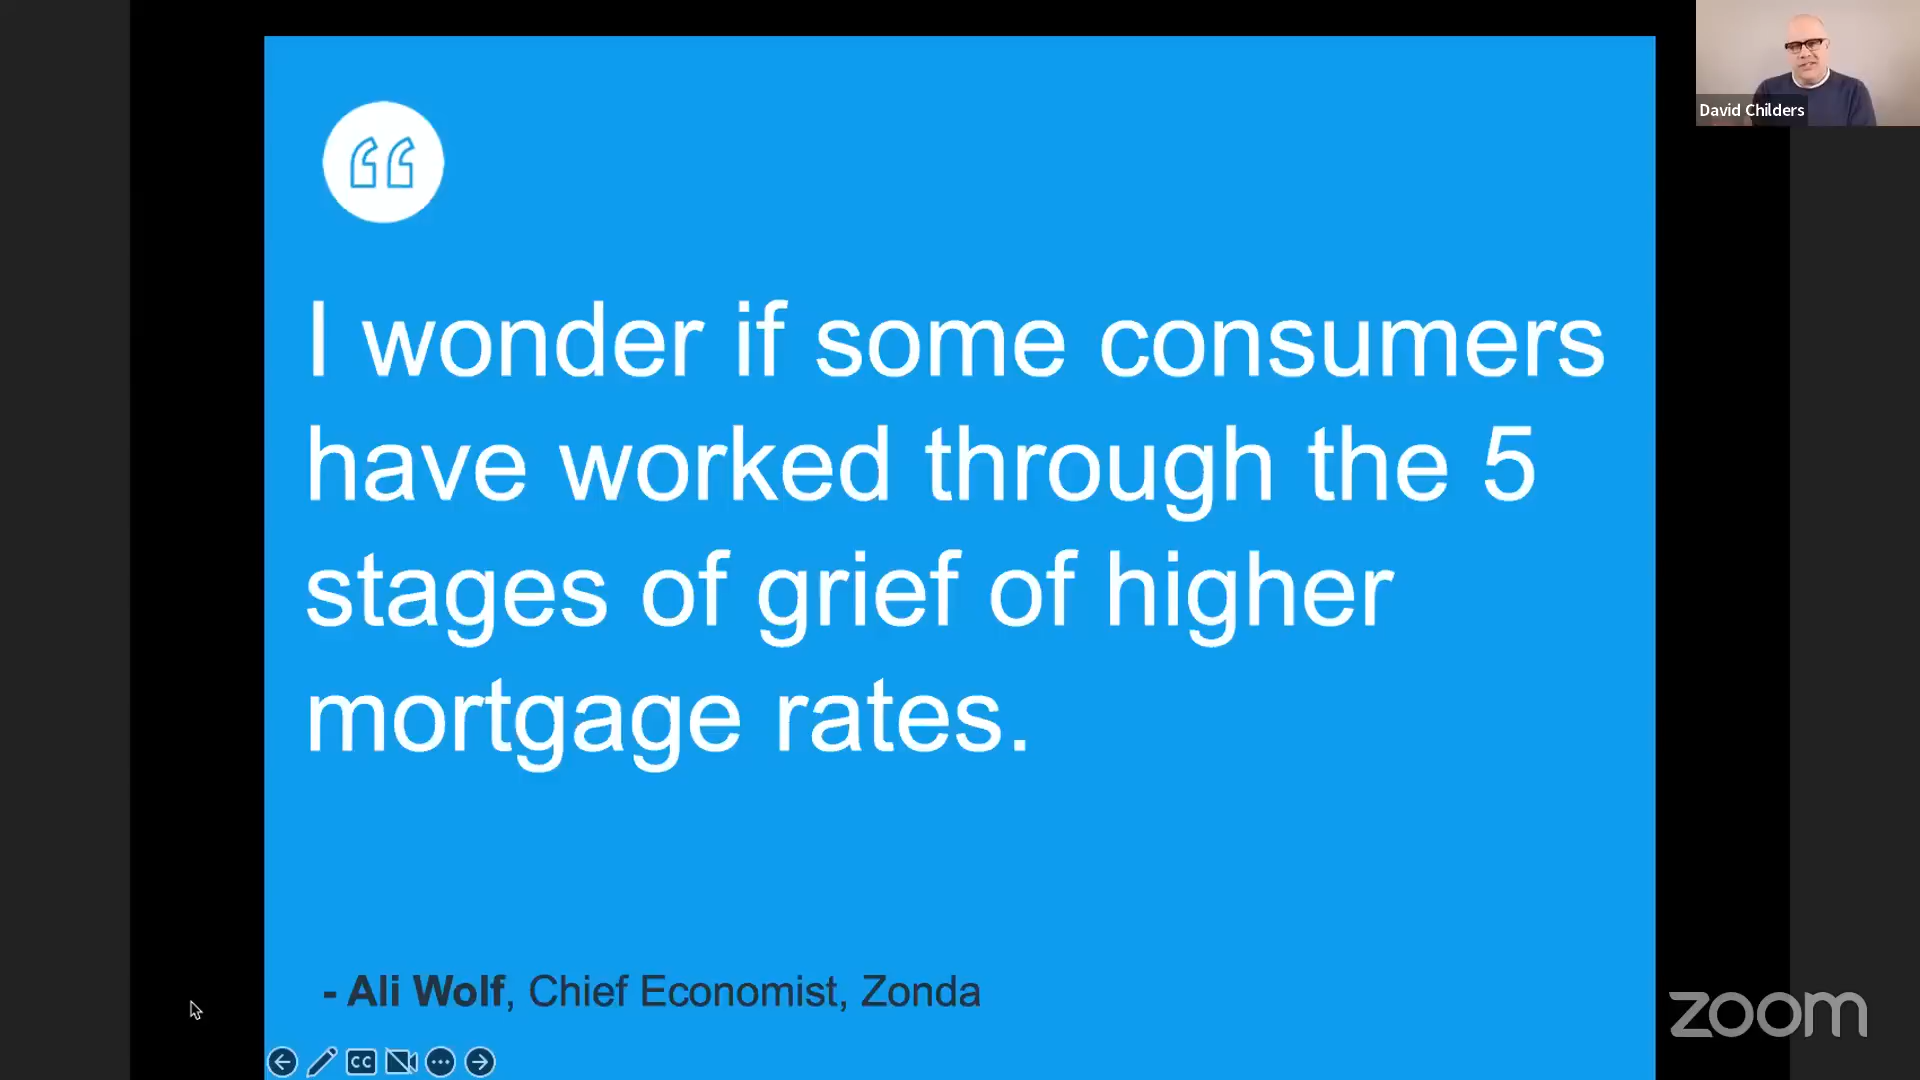 David Childers
I wonder if some consumers
have worked through the 5
stages of grief of higher
mortgage rates.
- Ali Wolf, Chief Economist, Zonda
CC
zoom